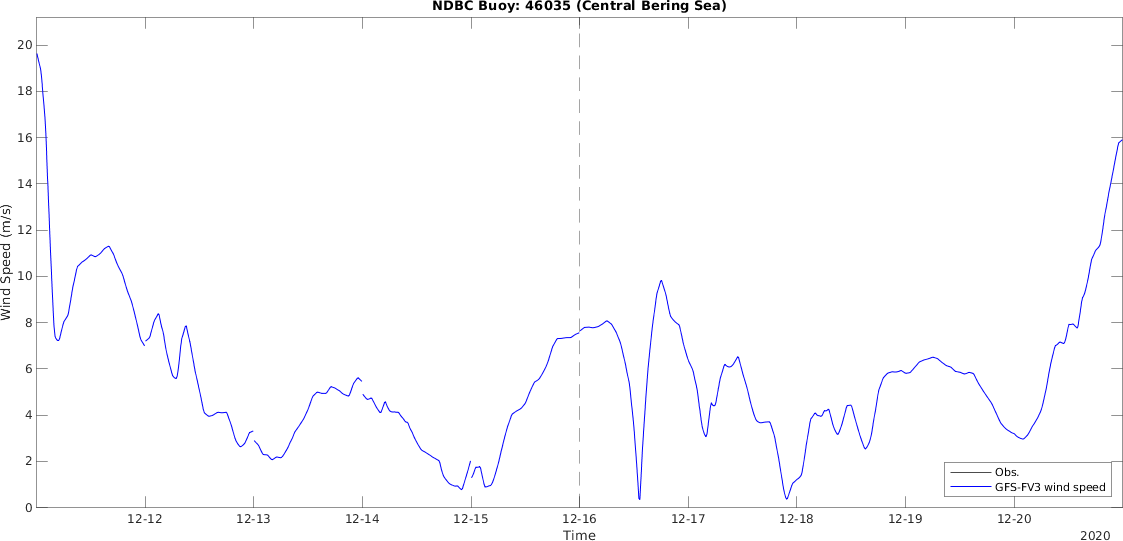 NDBC Buoy: 46035 (Central Bering Sea)
20
18
16
14
12
10
8
6
4
2
0
Wind Speed (m/s)
12-12 12-13 12-14 12-15 12-16 12-17 12-18 12-19 12-20
Time
2020
Obs.
GFS-FV3 wind speed